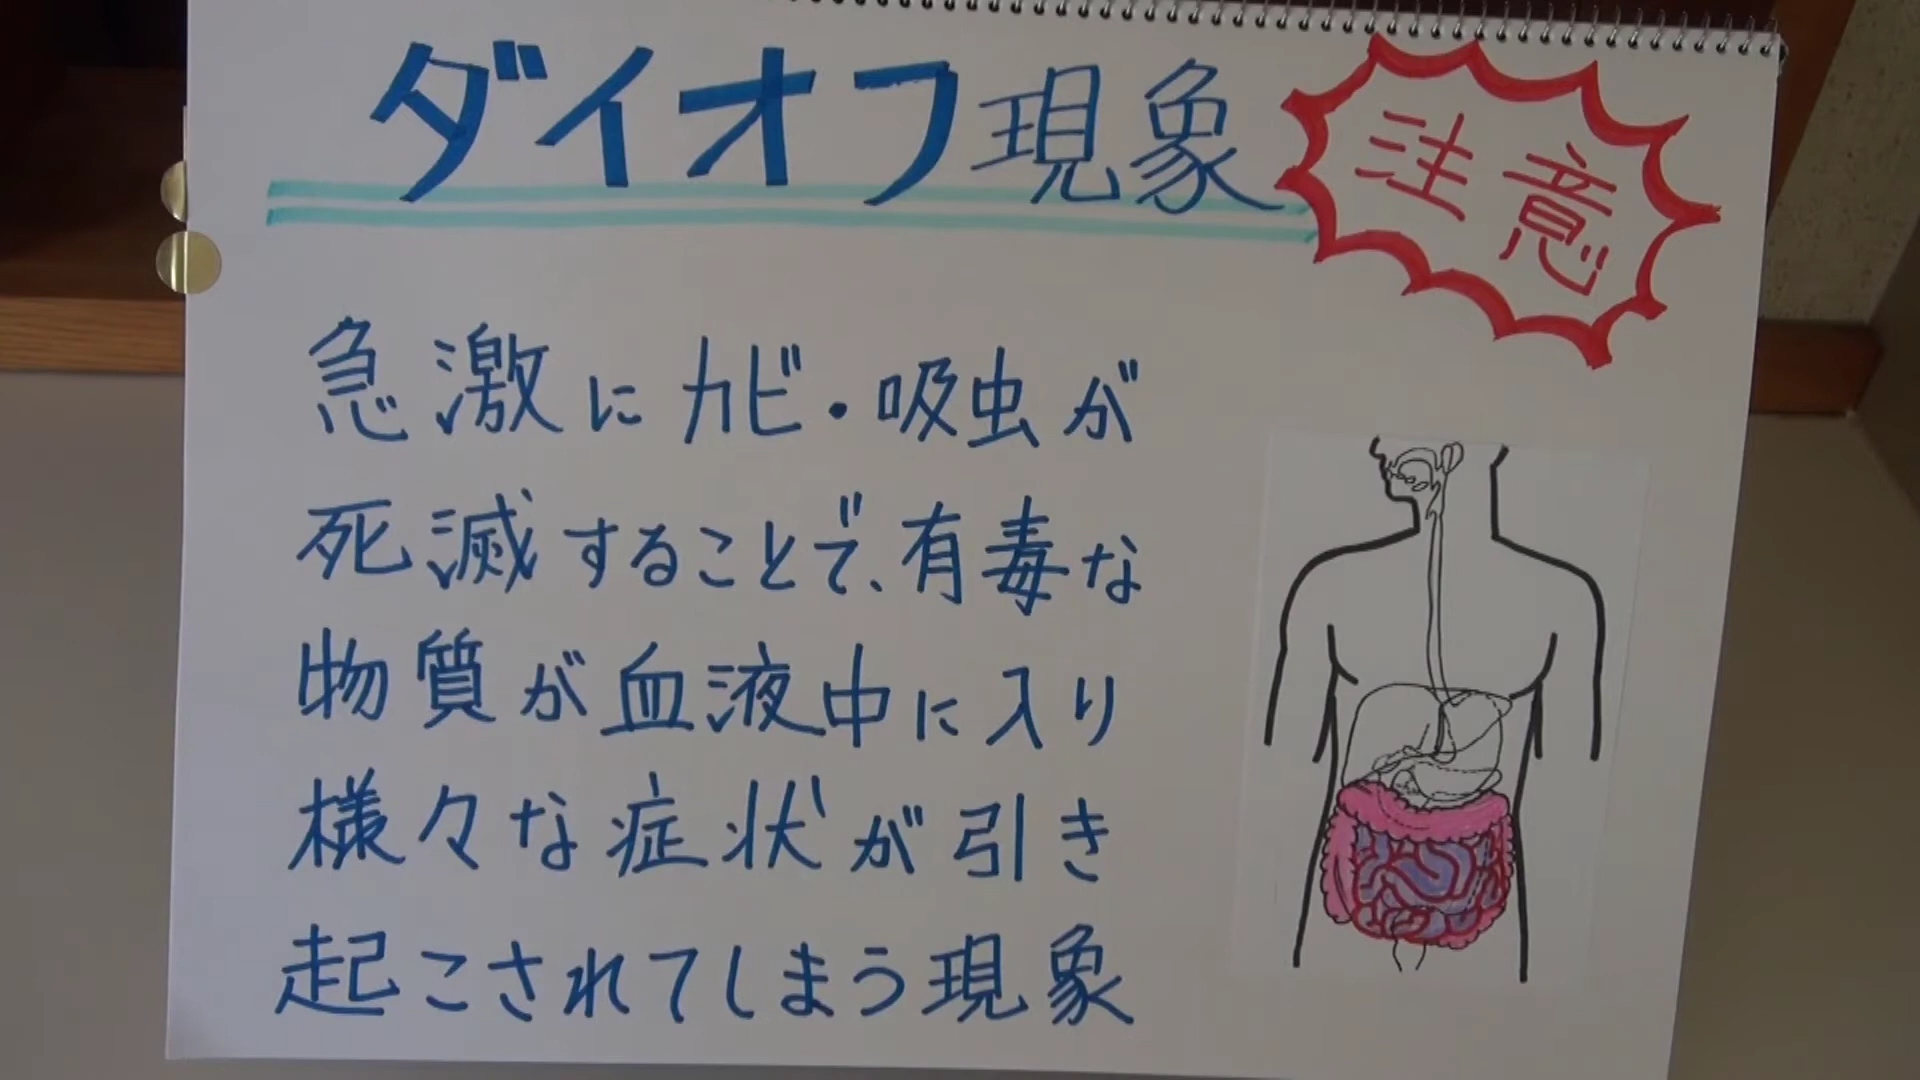 ダイオフ現象
注意
急激にカビ・吸虫が
死滅することで、有毒な
物質が血液中に入り
様々な症状が引き
起こされてしまう現象